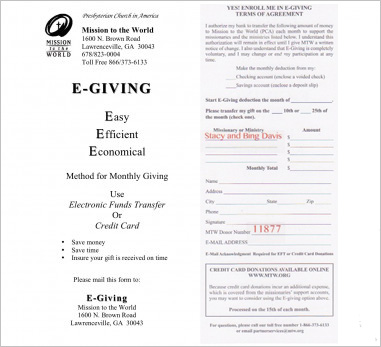 Presbyterian Church in America
MISSION
to the
WORLD
Mission to the World
1600 N. Brown Road
Lawrenceville, GA  30043
678/823-0004
Toll Free 866/373-6133
E-GIVING
Easy
Efficient
Economical
Method for Monthly Giving
Use
Electronic Funds Transfer
Or
Credit Card
• Save money
• Save time
• Insure your gift is received on time
Please mail this form to:
E-Giving
Mission to the World
1600 N. Brown Road
Lawrenceville, GA  30043
YES! ENROLL ME IN E-GIVING
TERMS OF AGREEMENT
I authorize my bank to transfer the following amount of money
to Mission to the World (PCA) each month to support the
missionaries and the ministries listed below. I understand this
authorization will remain in effect until I give MTW a written
notice of change. I also understand that E-Giving is completely
voluntary, and I may change or end my participation at any
time.
Make the monthly deduction from my:
___ Checking account (enclose a voided check)
___ Savings account (enclose a deposit slip)
Start E-Giving deduction the month of ____________.
Please transfer my gift on the ___ 10th or ___ 25th of
the month (check one).
Missionary or Ministry Amount
Stacy and Bing Davis $
$
$
$
Monthly Total $
Name
Address
City State Zip
Phone
Signature
MTW Donor Number 11877
E-MAIL ADDRESS
E-Mail Acknowledgment Required for EFT or Credit Card Donations
CREDIT CARD DONATIONS AVAILABLE ONLINE
WWW.MTW.ORG
Because credit card donations incur an additional expense,
which is covered from the missionaries' support accounts,
you may want to consider using the E-giving option above.
Processed on the 15th of each month.
For questions, please call our toll free number 1-866-373-6133
or email partnerservices@mtw.org